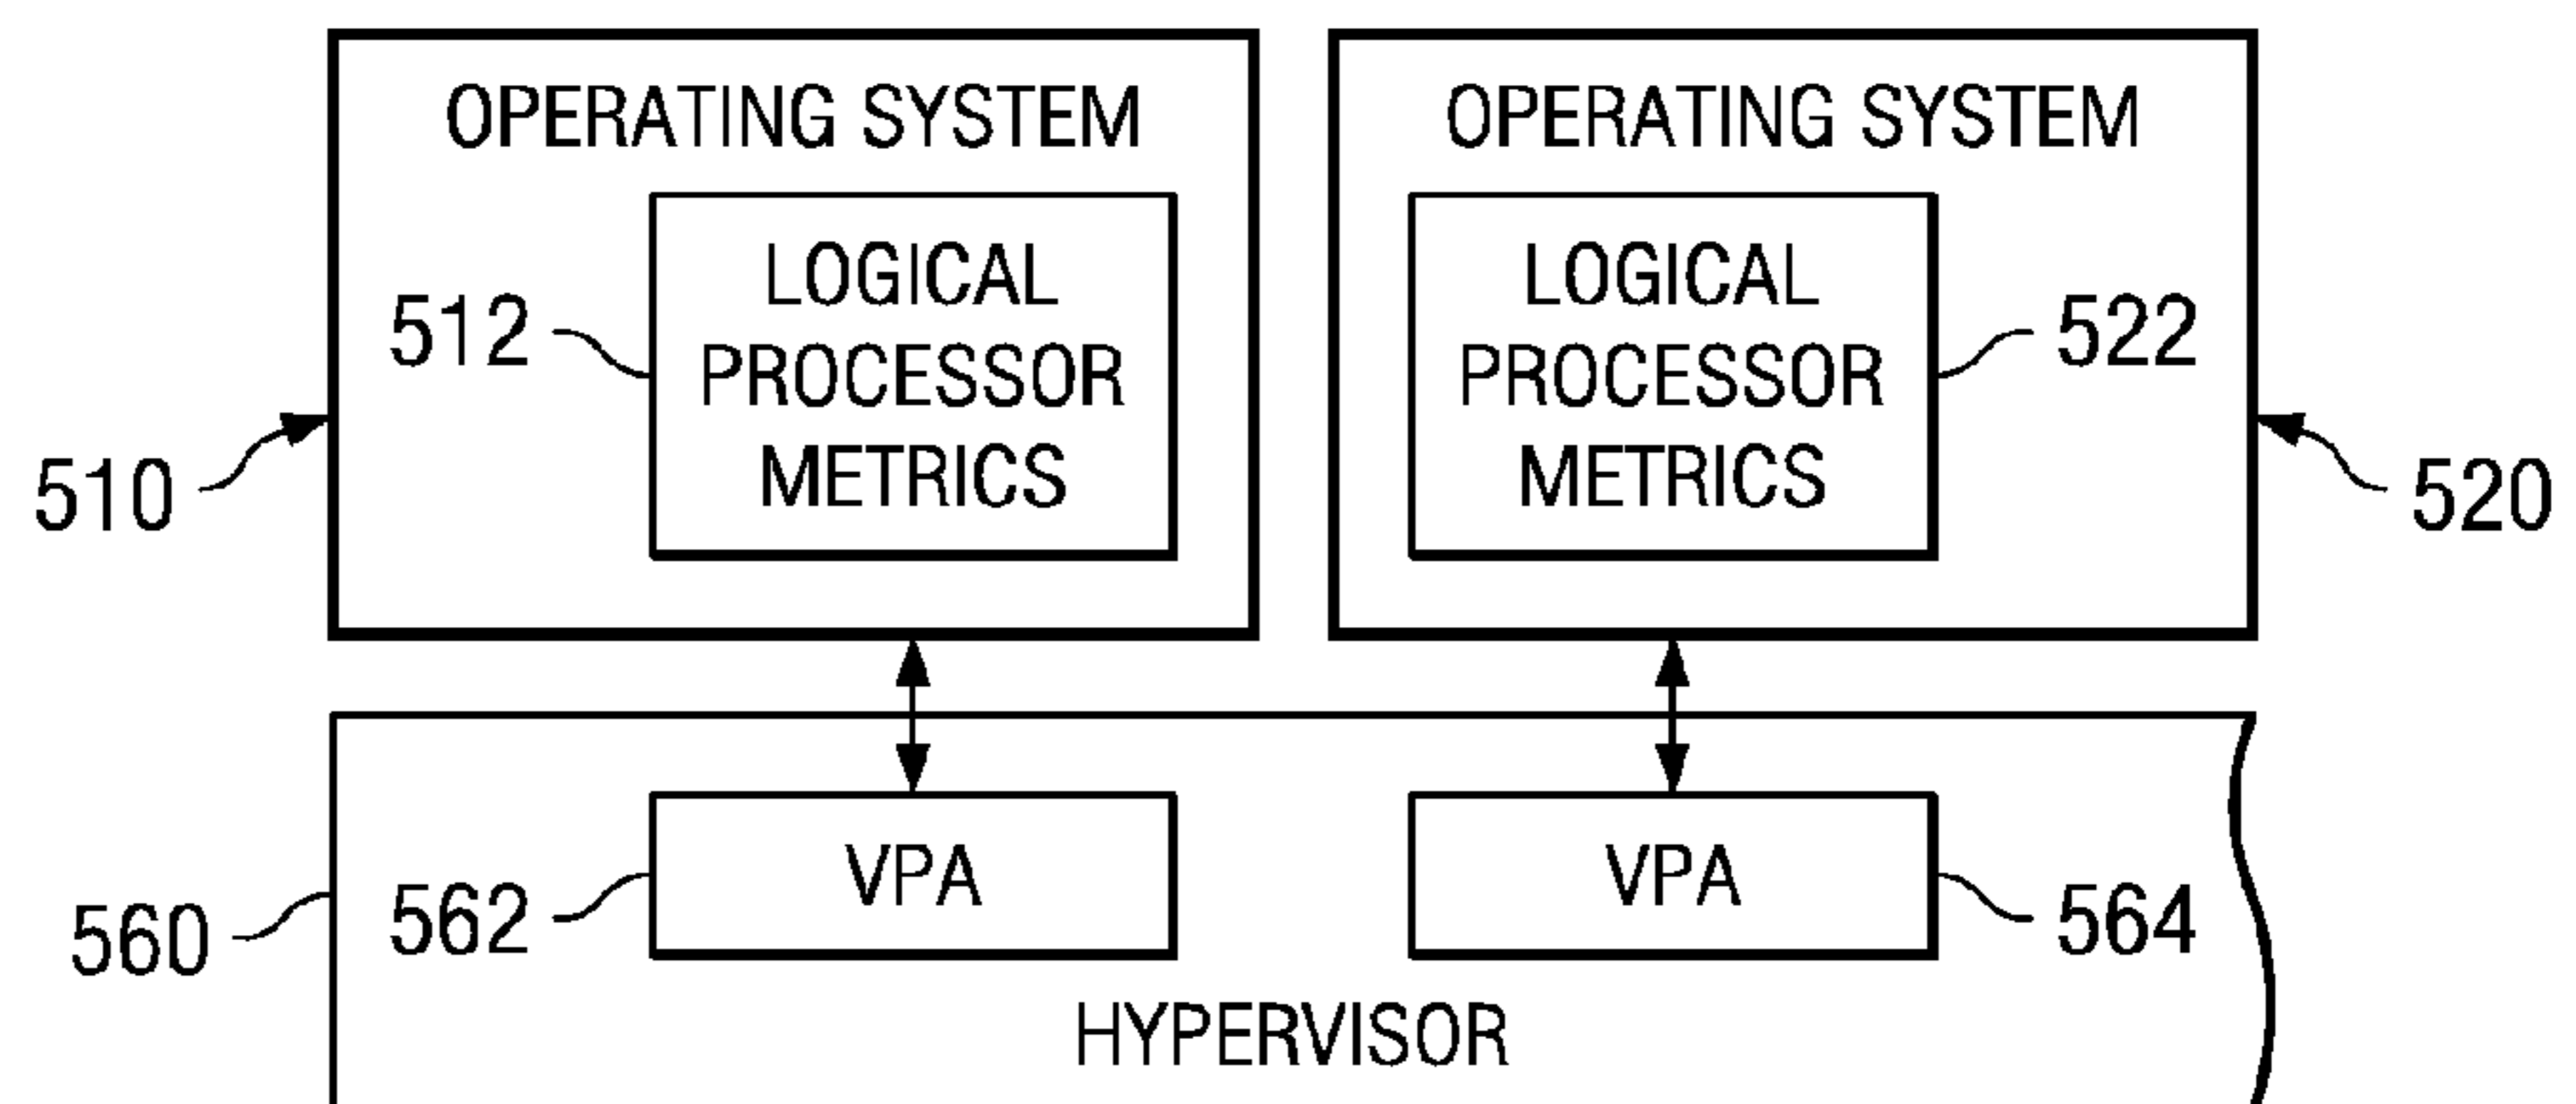 OPERATING SYSTEM
OPERATING SYSTEM
LOGICAL
PROCESSOR
METRICS
LOGICAL
PROCESSOR
METRICS
512
522
510
520
VPA
VPA
562
564
560
HYPERVISOR